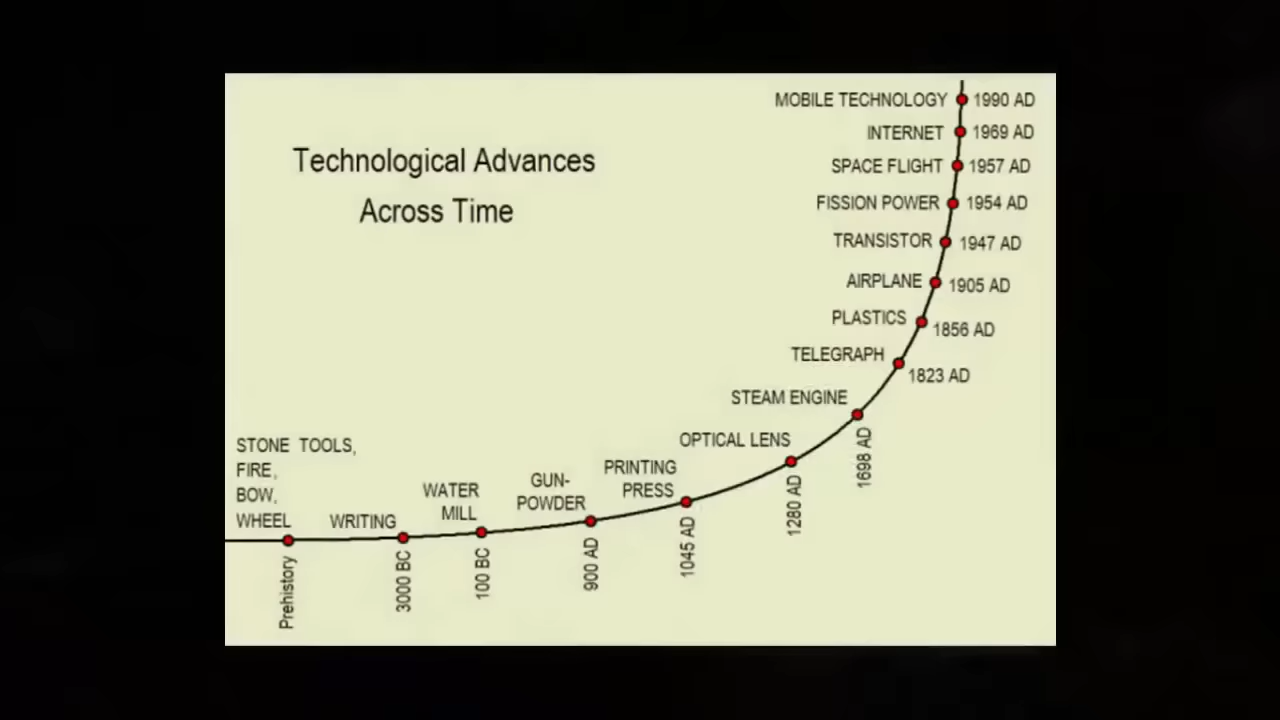 Technological Advances
Across Time
MOBILE TECHNOLOGY 1990 AD
INTERNET 1969 AD
SPACE FLIGHT 1957 AD
FISSION POWER 1954 AD
TRANSISTOR 1947 AD
AIRPLANE 1905 AD
PLASTICS 1856 AD
TELEGRAPH 1823 AD
STEAM ENGINE
1698 AD
OPTICAL LENS
1280 AD
PRINTING
PRESS
1045 AD
GUN-
POWDER
900 AD
WATER
MILL
100 BC
WRITING
3000 BC
STONE TOOLS,
FIRE,
BOW,
WHEEL
Prehistory